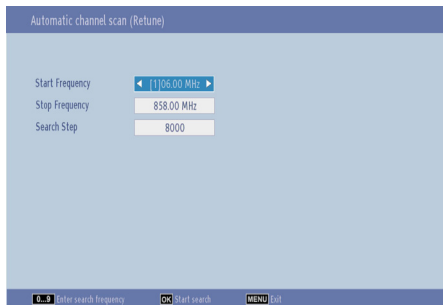 Automatic channel scan (Retune)
Start Frequency ◄ [1]06.00 MHz ►
Stop Frequency 858.00 MHz
Search Step 8000
0...9 Enter search frequency OK Start search MENU Exit